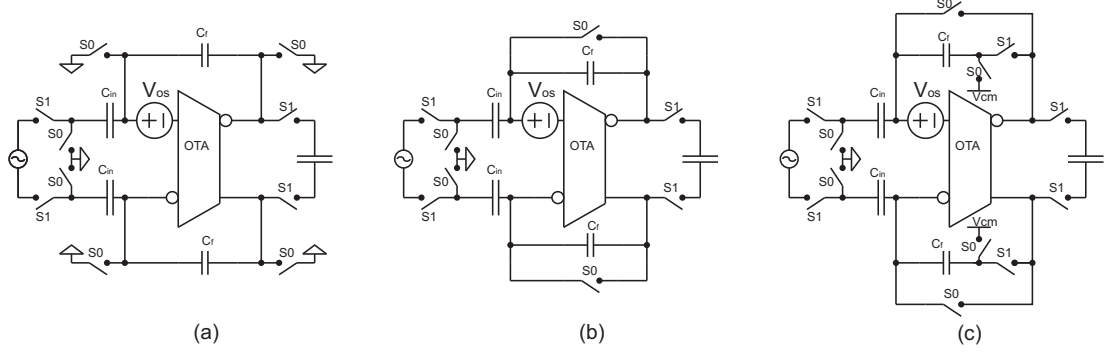 S0 Cf S0
Cin Vos
S1 S1
S0 OTA
S0
Cin
S1 S1
S0 Cf S0
(a)
S0
Cf
Cin Vos
S1 S1
S0 OTA
S0
Cin
S1 S1
Cf
S0
(b)
S0
Cf S1
S0
Cin Vos Vcm
S1 S1
S0 OTA
S0
Cin
S1 S1
Vcm
Cf S0 S1
S0
(c)